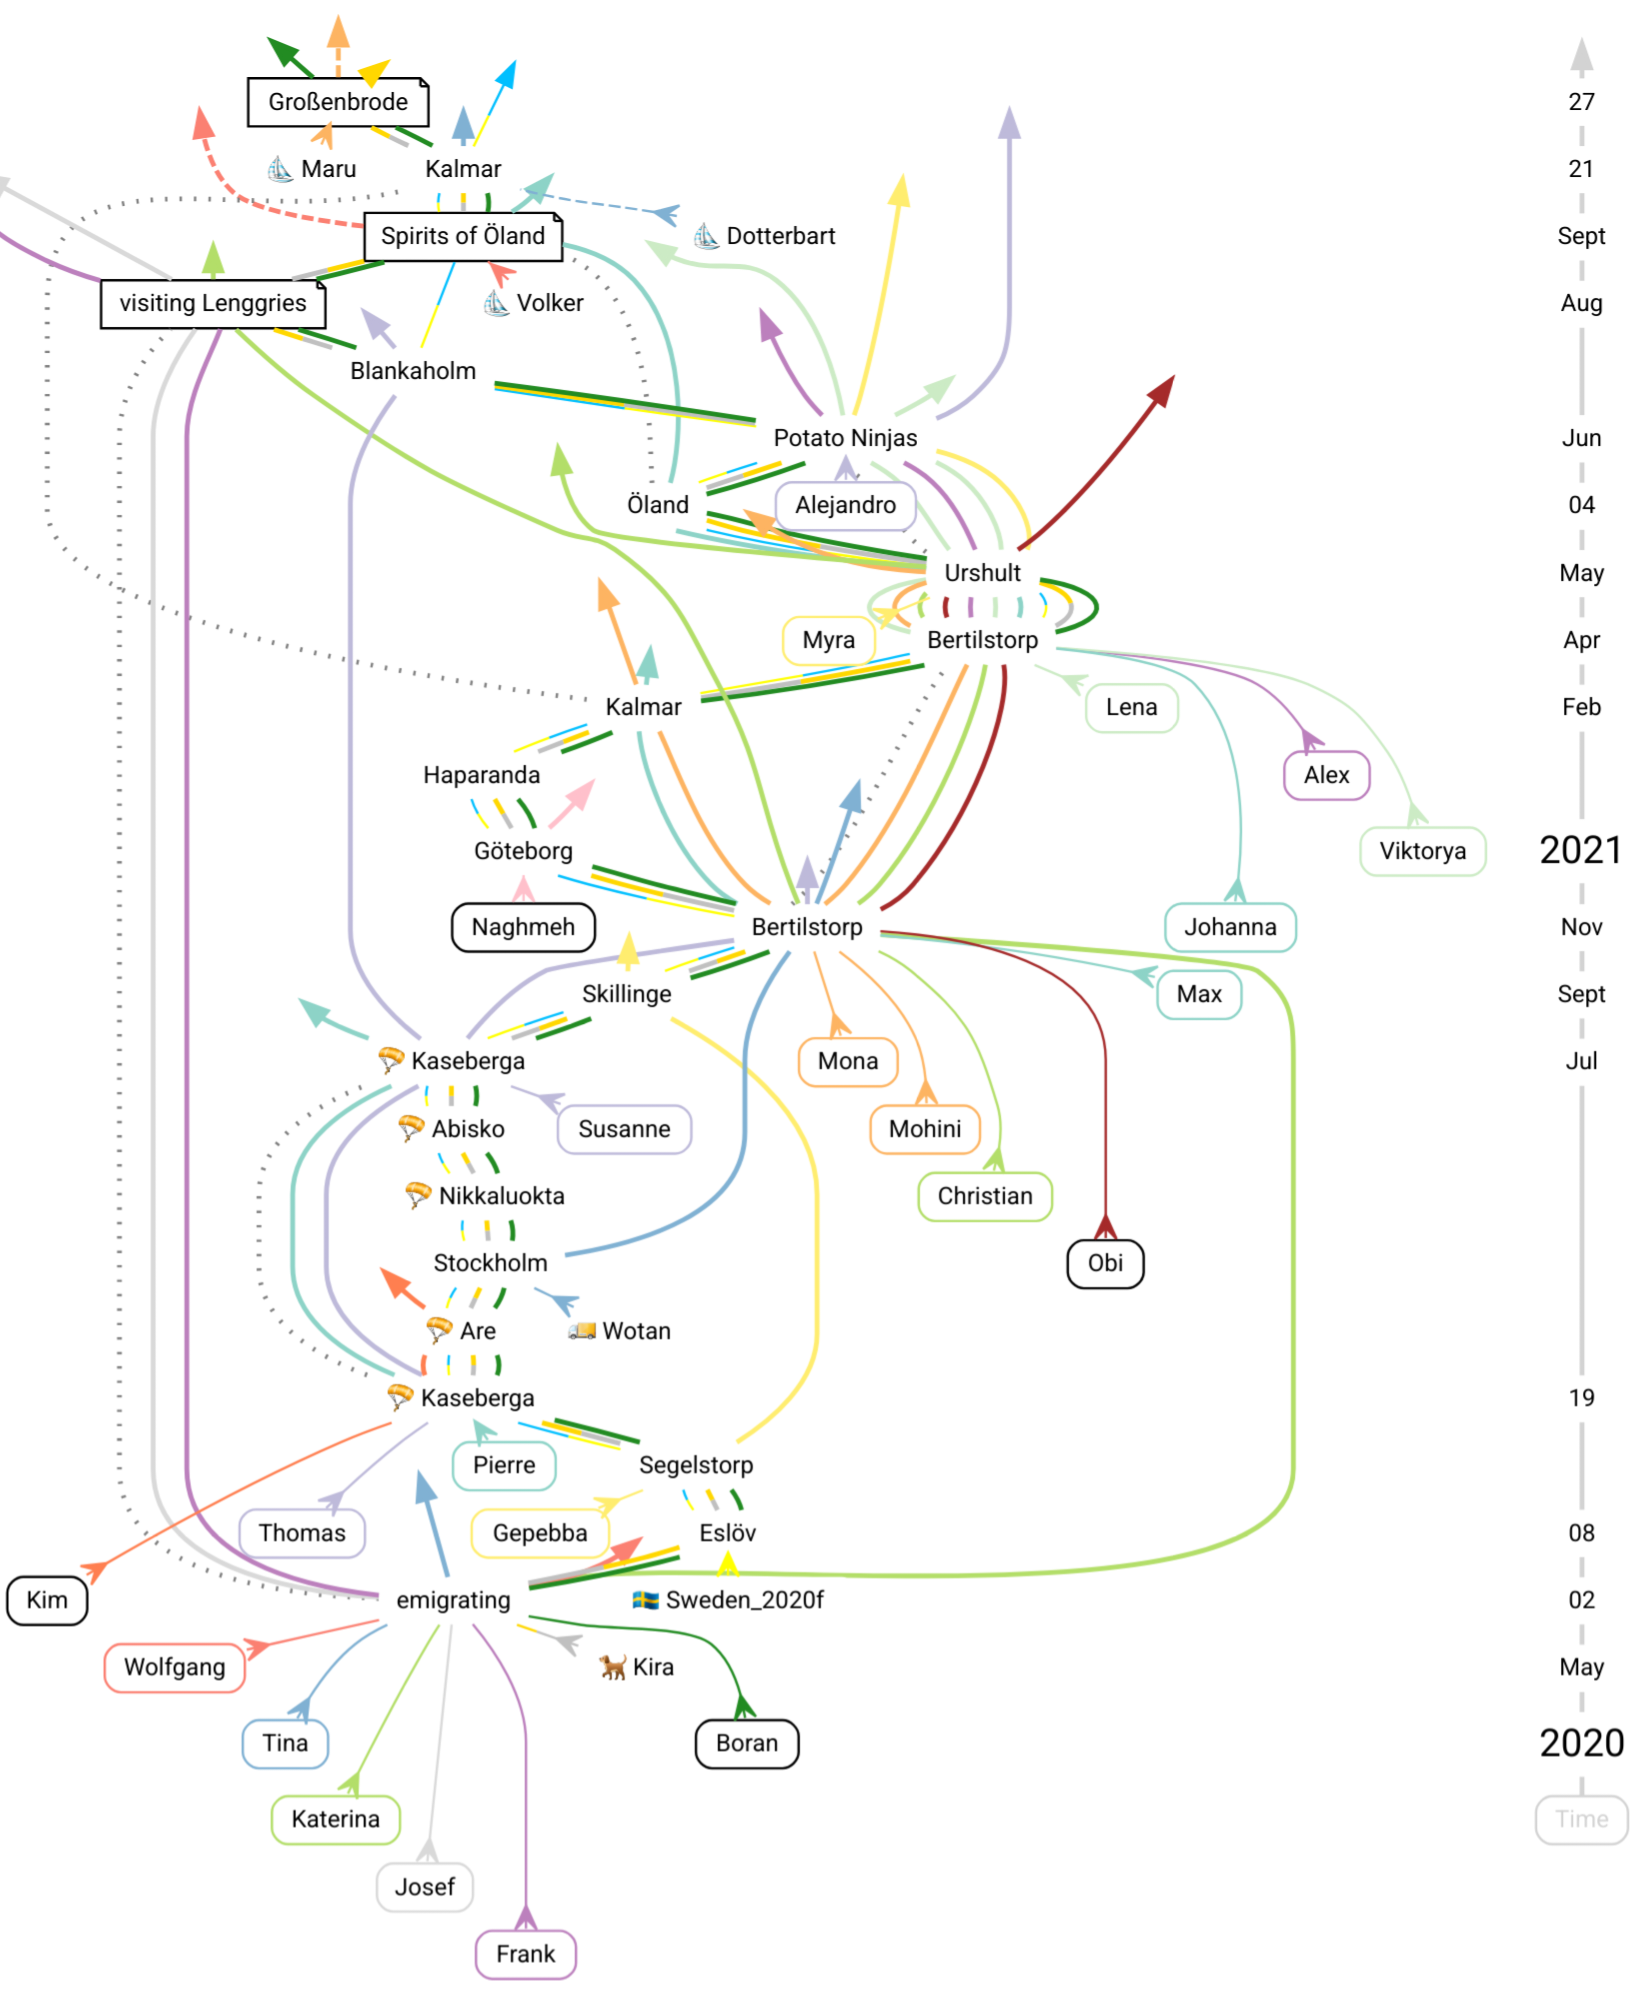 27
Großenbrode
Maru
Kalmar
21
Spirits of Öland
Dotterbart
Sept
visiting Lenggries
Volker
Aug
Blankaholm
Potato Ninjas
Jun
Öland
Alejandro
04
Urshult
May
Myra
Bertilstorp
Apr
Kalmar
Lena
Feb
Haparanda
Alex
Göteborg
Viktorya
2021
Naghmeh
Bertilstorp
Johanna
Nov
Skillinge
Max
Sept
Kaseberga
Mona
Jul
Abisko
Susanne
Mohini
Nikkaluokta
Christian
Stockholm
Obi
Are
Wotan
Kaseberga
19
Pierre
Segelstorp
Thomas
Gepebba
Eslöv
08
Kim
emigrating
Sweden_2020f
02
Wolfgang
Kira
May
Tina
Boran
2020
Katerina
Time
Josef
Frank